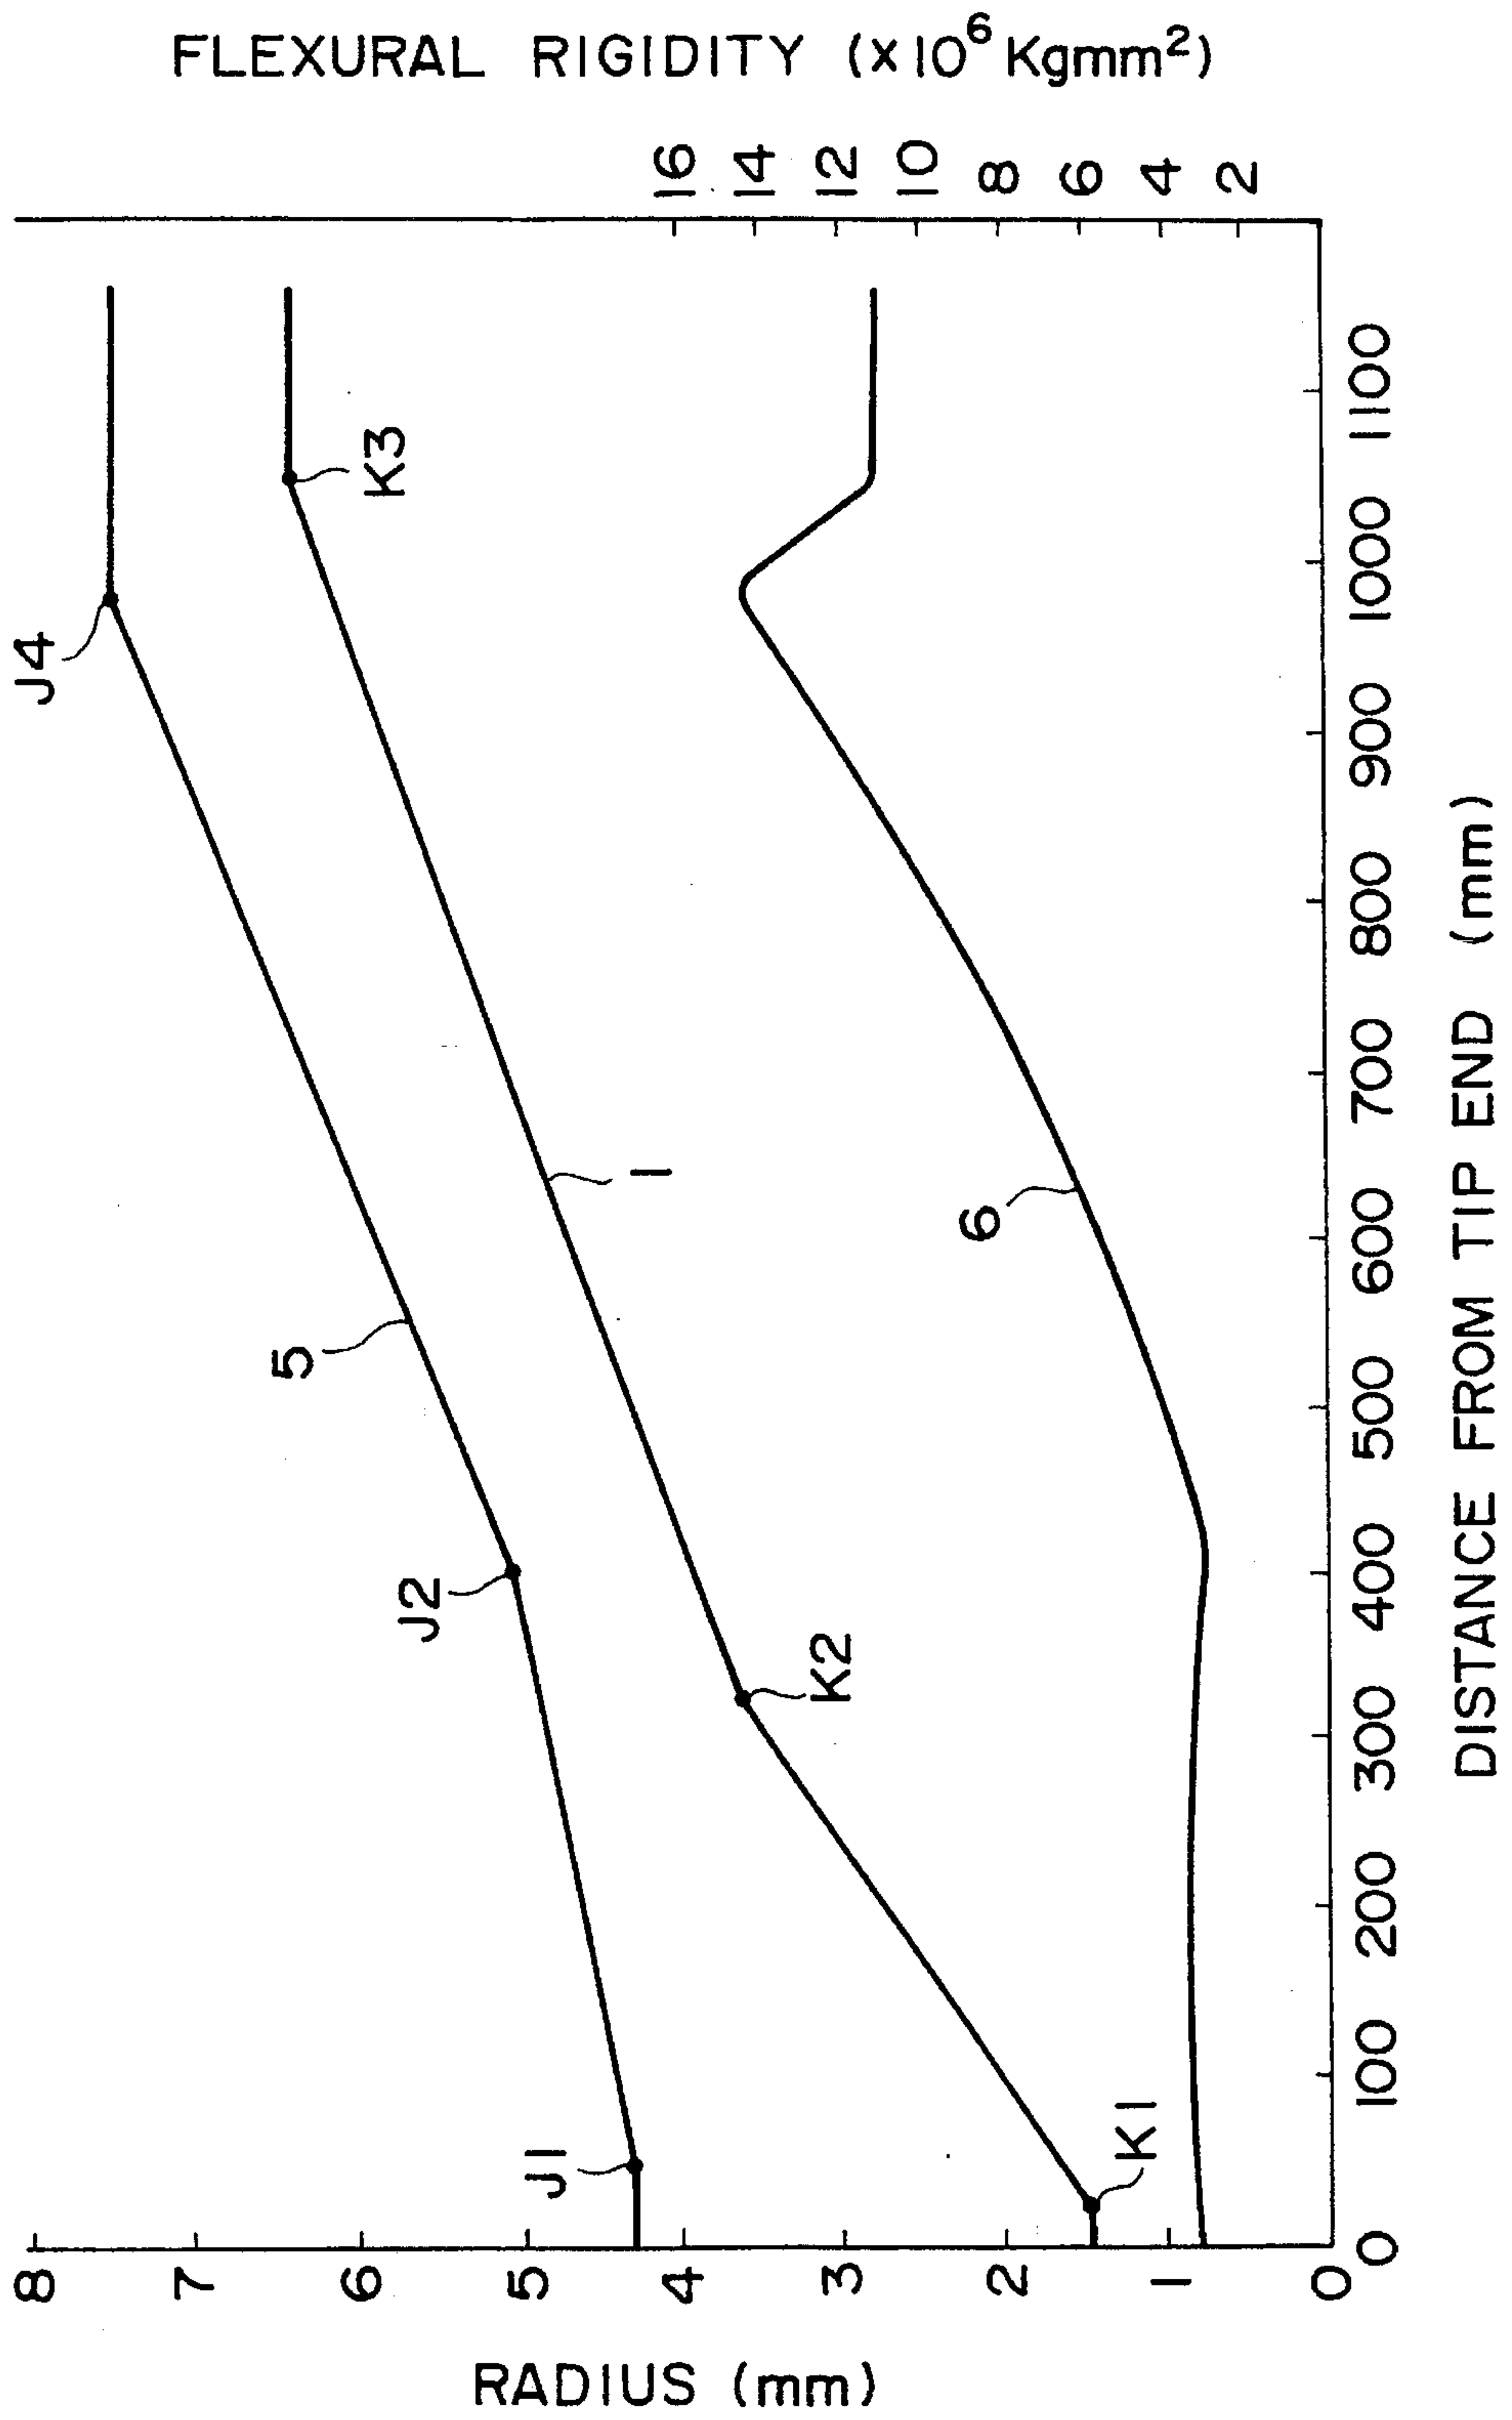 FLEXURAL RIGIDITY (×10⁶ Kgmm²)
16
14
12
10
8
6
4
2
J4
K3
5
1
6
J2
K2
J1
K1
8
7
6
5
4
3
2
1
0
RADIUS (mm)
0 100 200 300 400 500 600 700 800 900 1000 1100
DISTANCE FROM TIP END (mm)